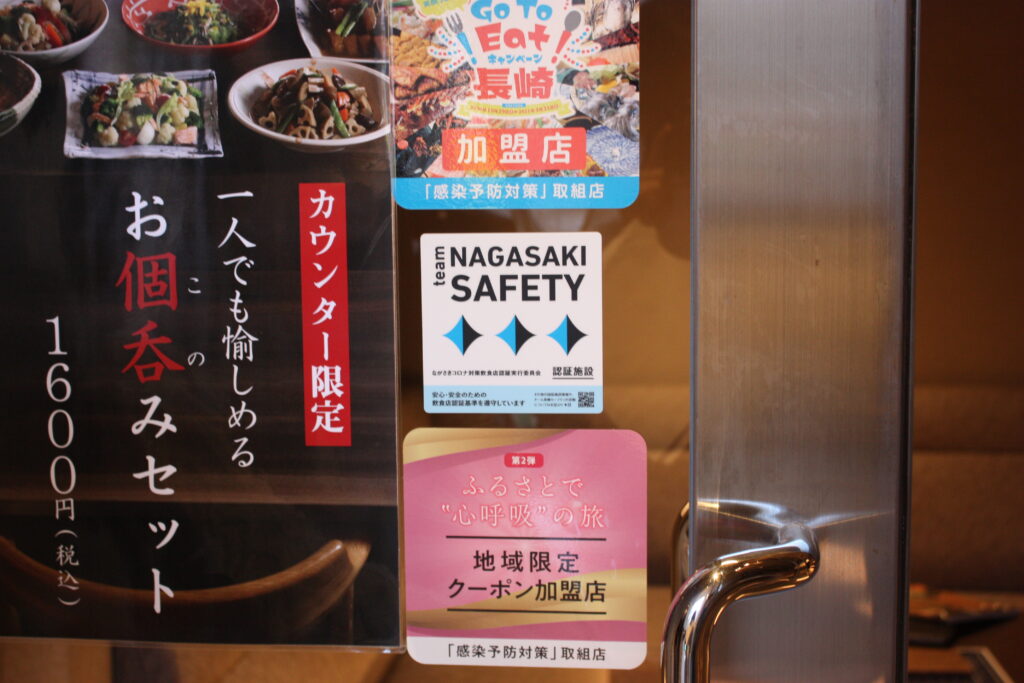 カウンター限定
一人でも愉しめる
お個呑みセット
この
1600円(税込)
Go To
Eat
キャンペーン
長崎
加盟店
「感染予防対策」取組店
team
NAGASAKI
SAFETY
ながさきコロナ対策飲食店認証実行委員会 認証施設
安心・安全のための
飲食店認証基準を遵守しています
第2弾
ふるさとで
"心呼吸"の旅
地域限定
クーポン加盟店
「感染予防対策」取組店